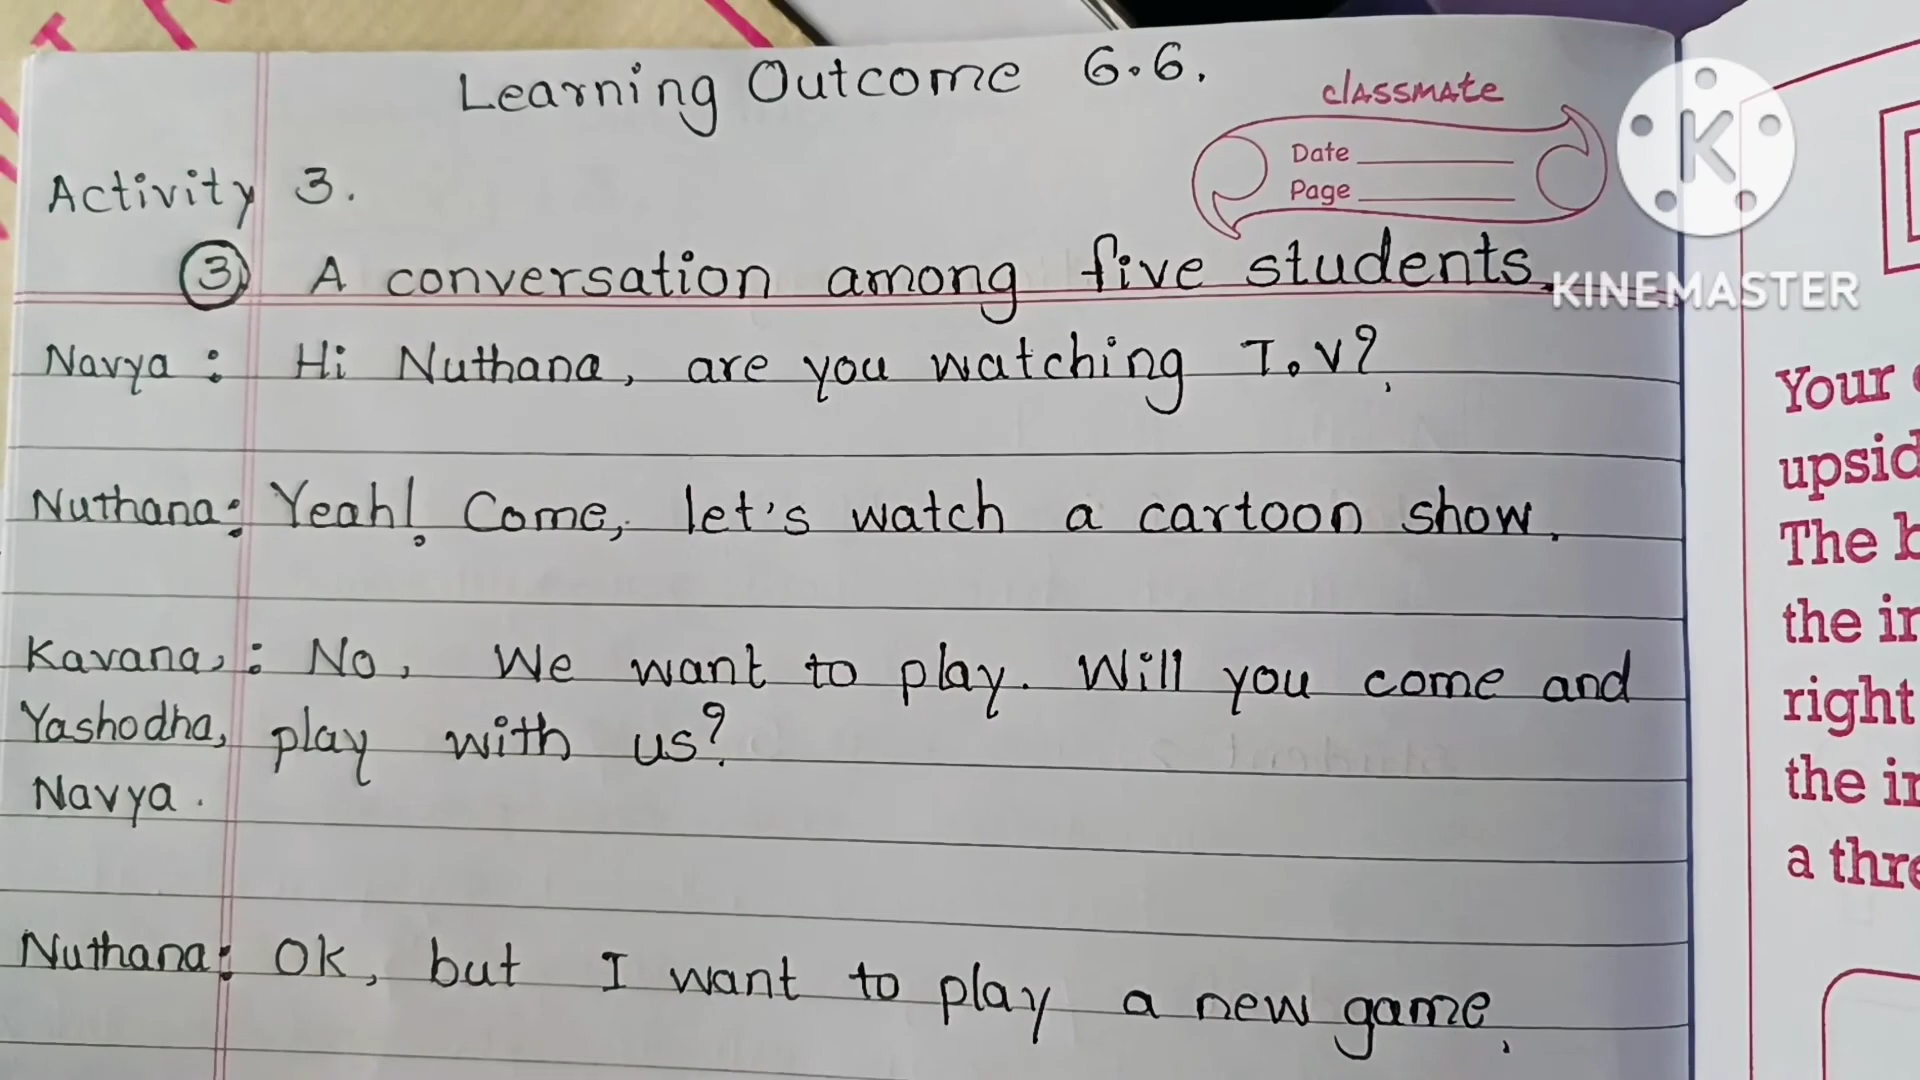 Learning Outcome 6.6.
classmate
Date
Page
Activity 3.
3 A conversation among five students.
KINEMASTER
Navya : Hi Nuthana, are you watching T.V?
Nuthana: Yeah! Come, let's watch a cartoon show.
Kavana, : No, We want to play. Will you come and
Yashodha, play with us?
Navya.
Nuthana: Ok, but I want to play a new game.
Your
upsid
The b
the in
right
the in
a thre